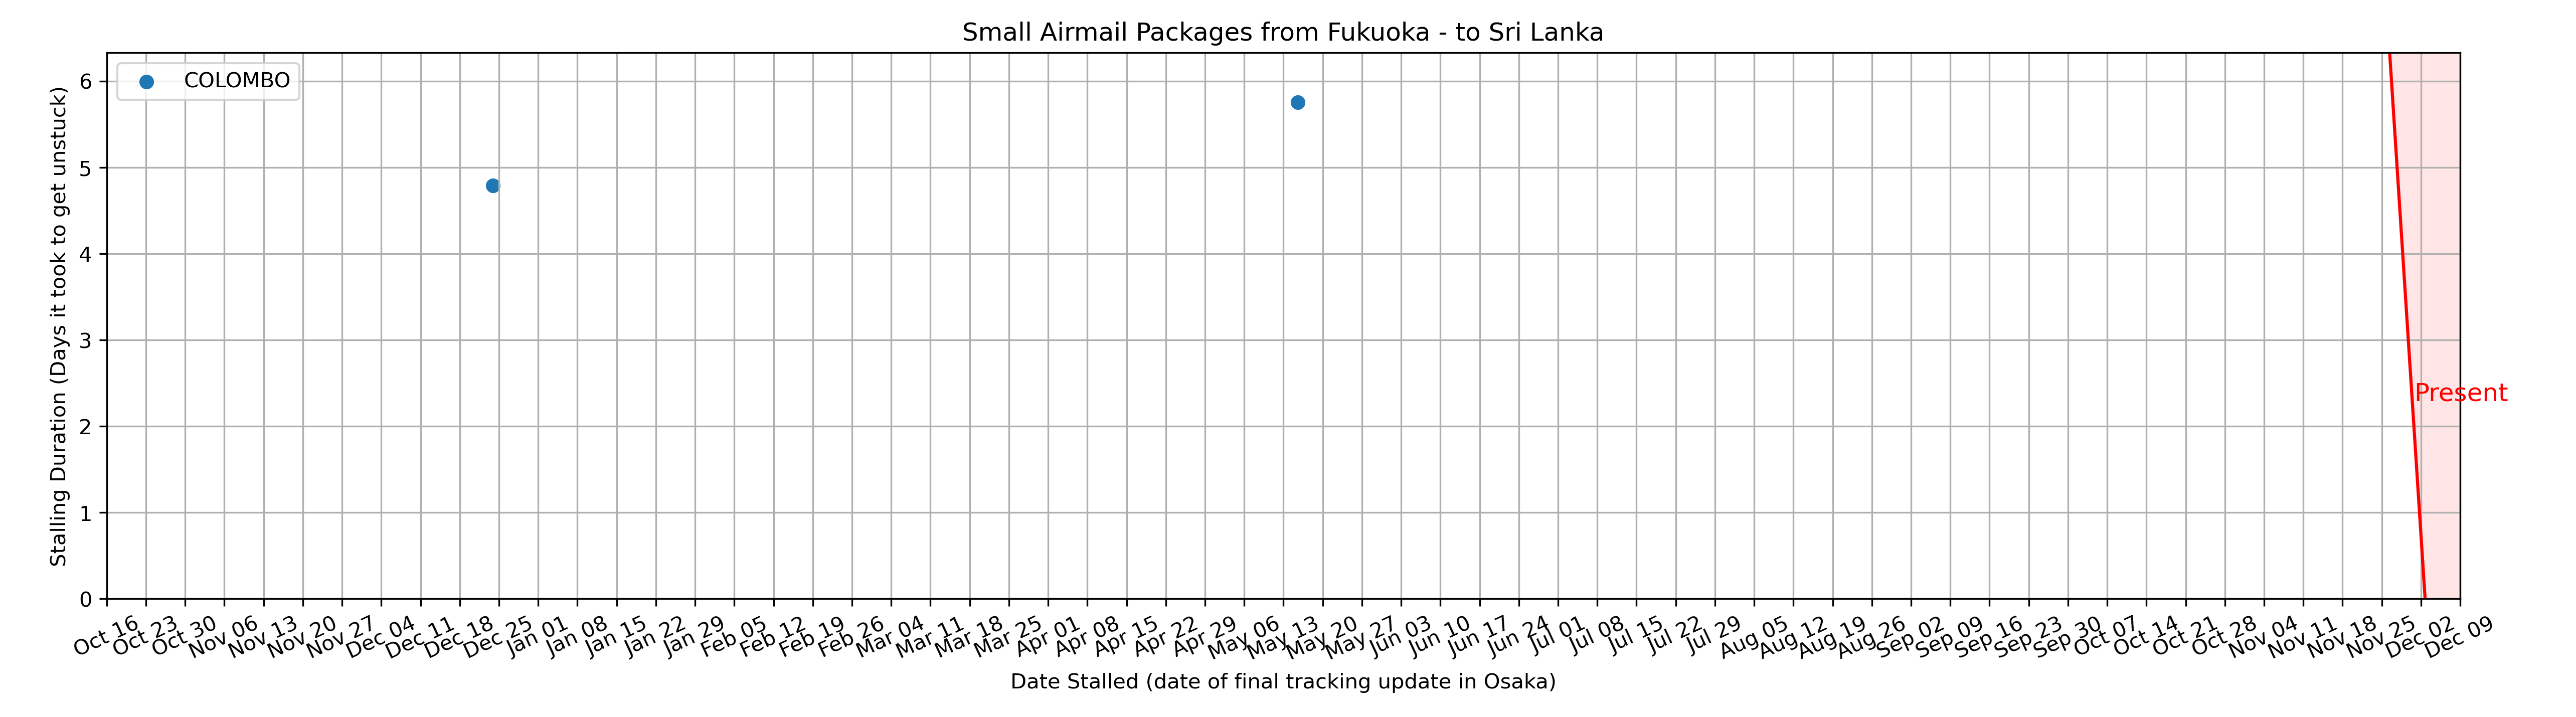 Small Airmail Packages from Fukuoka - to Sri Lanka
COLOMBO
6
5
4
3
2
1
0
Stalling Duration (Days it took to get unstuck)
Present
Oct 16 Oct 23 Oct 30 Nov 06 Nov 13 Nov 20 Nov 27 Dec 04 Dec 11 Dec 18 Dec 25 Jan 01 Jan 08 Jan 15 Jan 22 Jan 29 Feb 05 Feb 12 Feb 19 Feb 26 Mar 04 Mar 11 Mar 18 Mar 25 Apr 01 Apr 08 Apr 15 Apr 22 Apr 29 May 06 May 13 May 20 May 27 Jun 03 Jun 10 Jun 17 Jun 24 Jul 01 Jul 08 Jul 15 Jul 22 Jul 29 Aug 05 Aug 12 Aug 19 Aug 26 Sep 02 Sep 09 Sep 16 Sep 23 Sep 30 Oct 07 Oct 14 Oct 21 Oct 28 Nov 04 Nov 11 Nov 18 Nov 25 Dec 02 Dec 09
Date Stalled (date of final tracking update in Osaka)